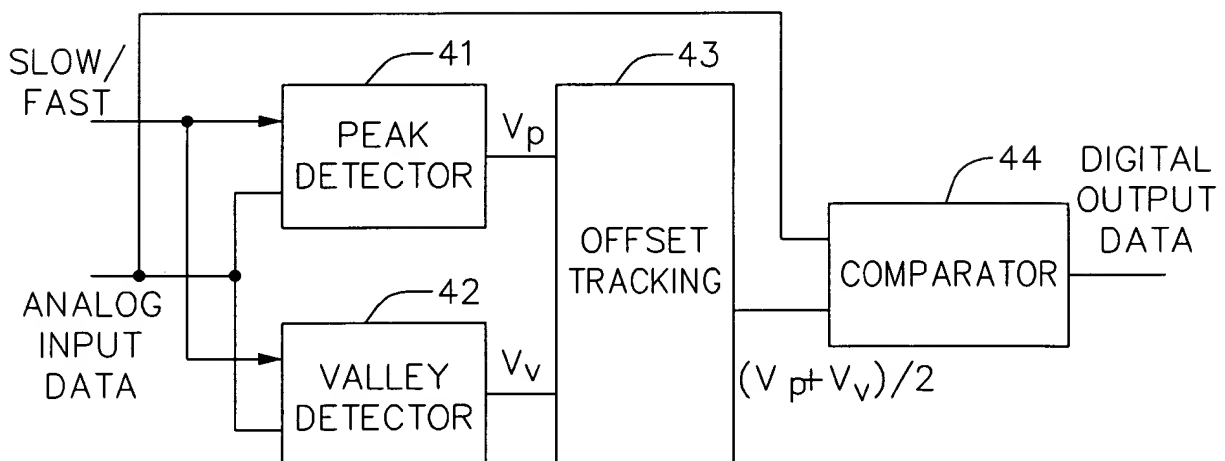 SLOW/
FAST
41
PEAK
DETECTOR
Vp
43
OFFSET
TRACKING
44
COMPARATOR
DIGITAL
OUTPUT
DATA
ANALOG
INPUT
DATA
42
VALLEY
DETECTOR
Vv
(Vp+Vv)/2